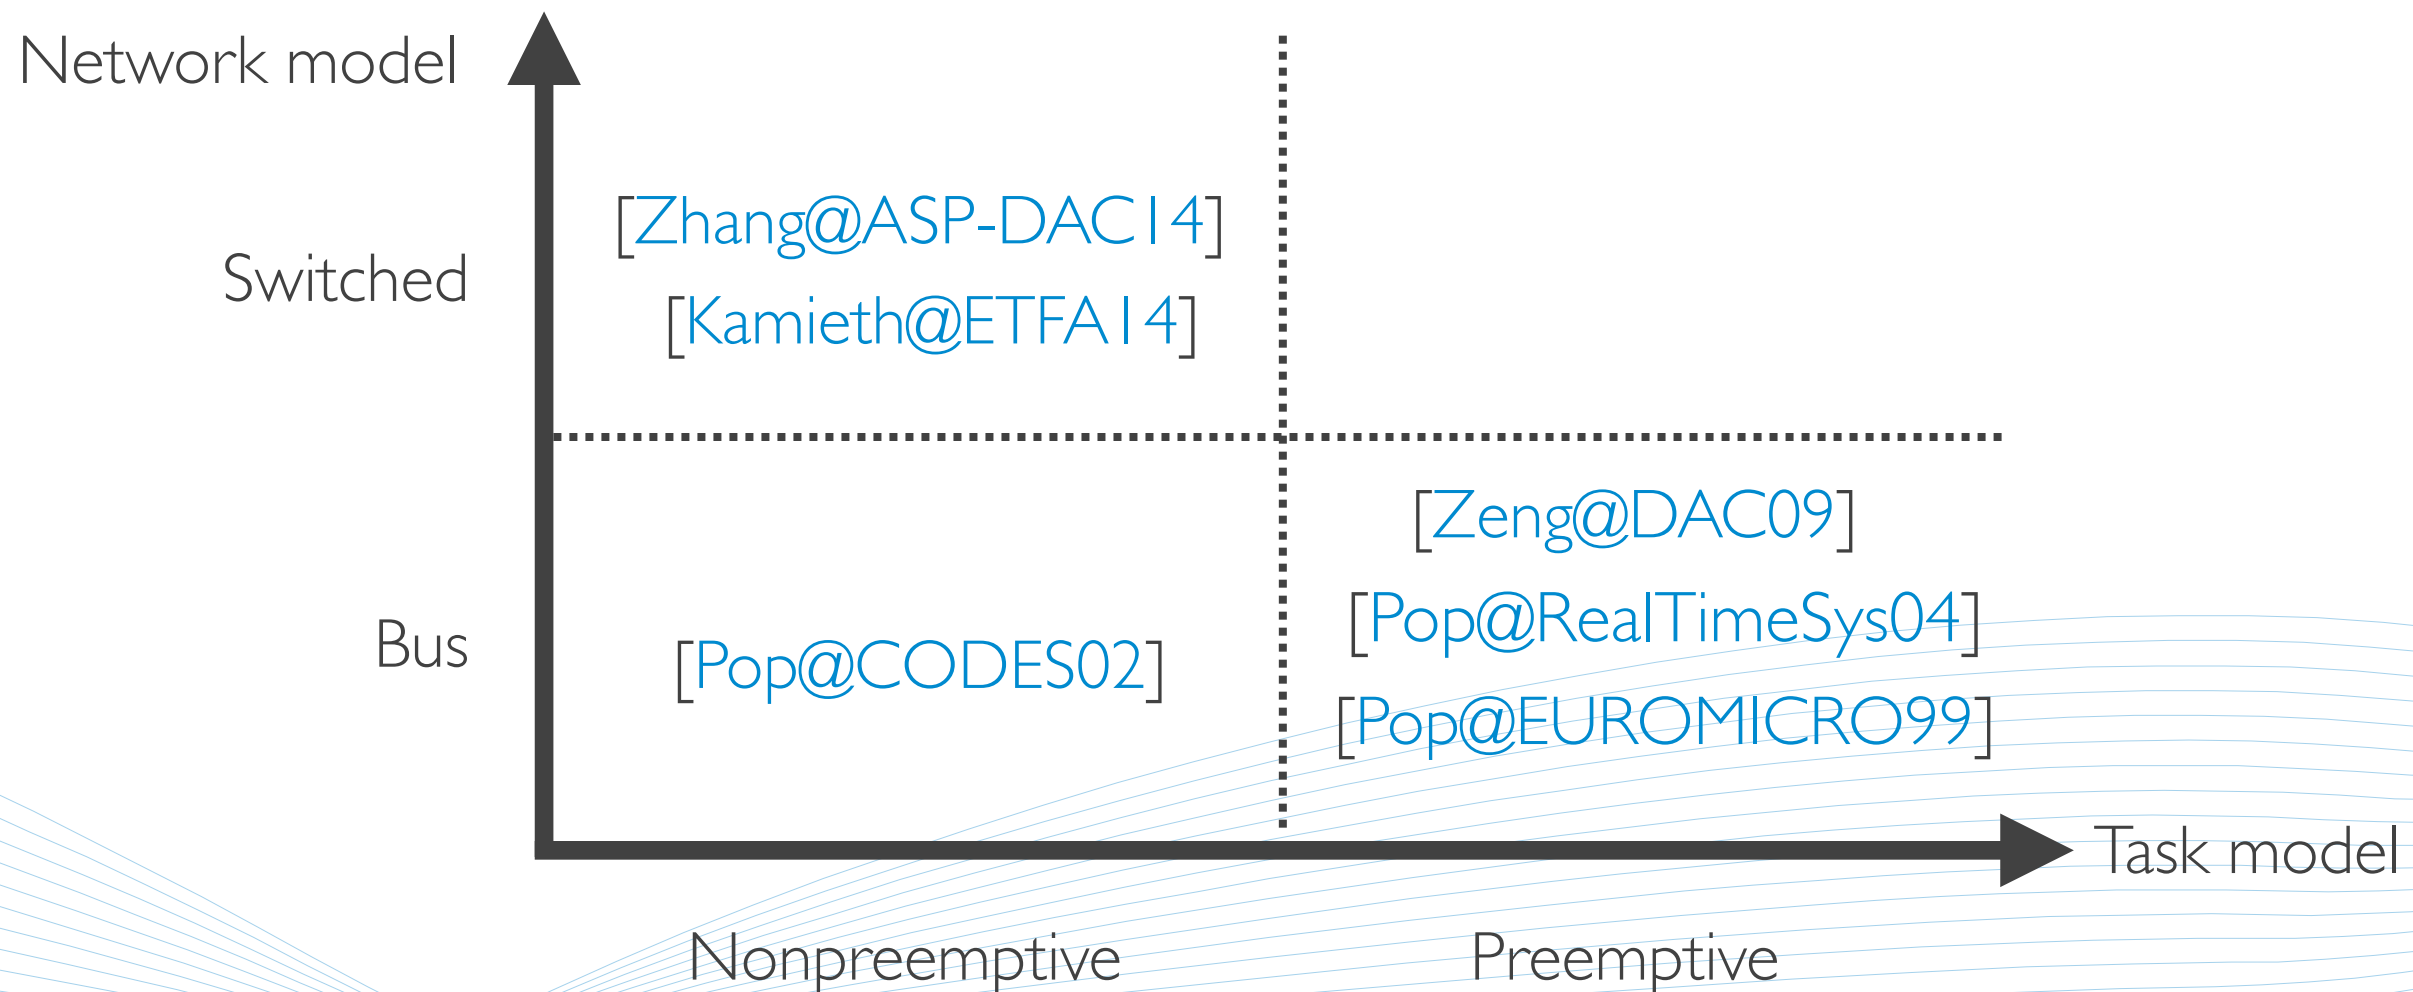 Network model
[Zhang@ASP-DAC14]
Switched
[Kamieth@ETFA14]
[Zeng@DAC09]
[Pop@RealTimeSys04]
Bus
[Pop@CODES02]
[Pop@EUROMICRO99]
Task model
Nonpreemptive
Preemptive